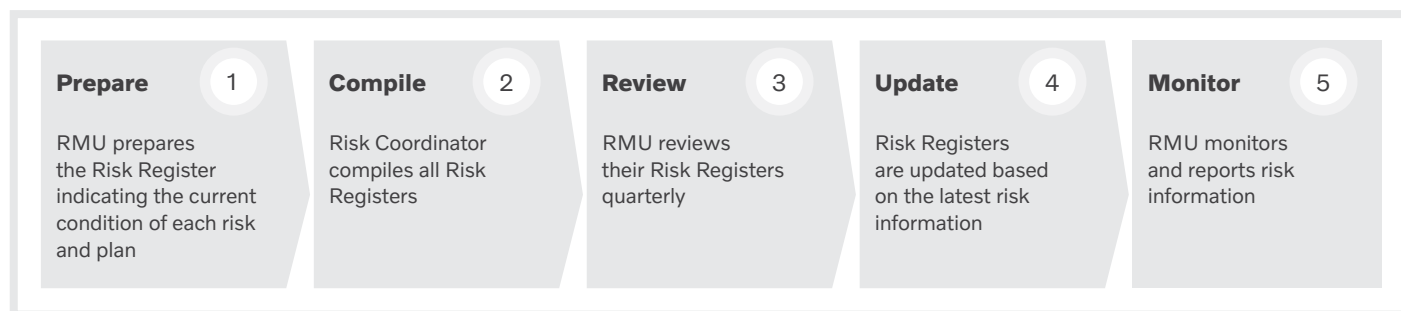 Prepare
1
RMU prepares
the Risk Register
indicating the current
condition of each risk
and plan
Compile
2
Risk Coordinator
compiles all Risk
Registers
Review
3
RMU reviews
their Risk Registers
quarterly
Update
4
Risk Registers
are updated based
on the latest risk
information
Monitor
5
RMU monitors
and reports risk
information